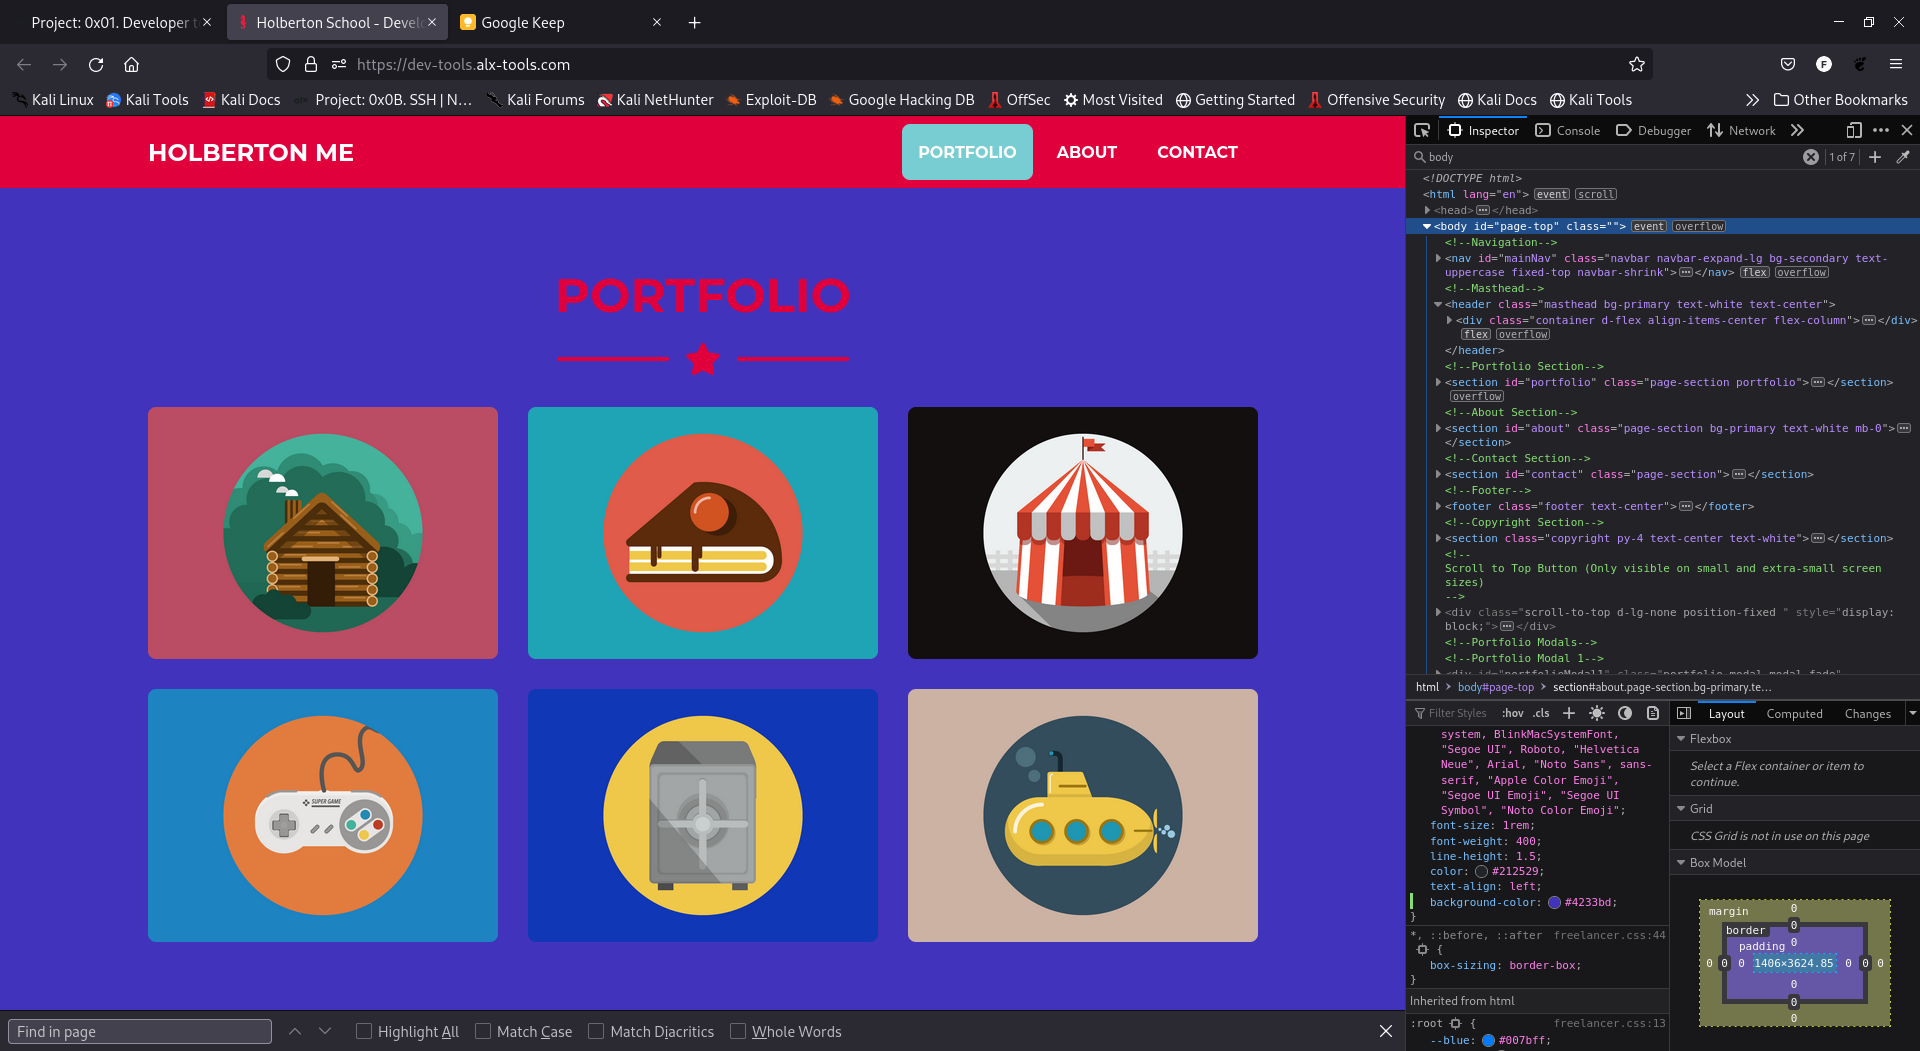 Project: 0x01. Developer t
Holberton School - Devel
Google Keep
https://dev-tools.alx-tools.com
Kali Linux
Kali Tools
Kali Docs
Project: 0x0B. SSH | N…
Kali Forums
Kali NetHunter
Exploit-DB
Google Hacking DB
OffSec
Most Visited
Getting Started
Offensive Security
Kali Docs
Kali Tools
Other Bookmarks
HOLBERTON ME
PORTFOLIO
ABOUT
CONTACT
PORTFOLIO
SUPER GAME
Inspector
Console
Debugger
Network
body
1 of 7
<!DOCTYPE html>
<html lang="en"> event scroll
<head> </head>
<body id="page-top" class=""> event overflow
<!--Navigation-->
<nav id="mainNav" class="navbar navbar-expand-lg bg-secondary text-
uppercase fixed-top navbar-shrink"> </nav> flex overflow
<!--Masthead-->
<header class="masthead bg-primary text-white text-center">
<div class="container d-flex align-items-center flex-column"> </div>
flex overflow
</header>
<!--Portfolio Section-->
<section id="portfolio" class="page-section portfolio"> </section>
overflow
<!--About Section-->
<section id="about" class="page-section bg-primary text-white mb-0">
</section>
<!--Contact Section-->
<section id="contact" class="page-section"> </section>
<!--Footer-->
<footer class="footer text-center"> </footer>
<!--Copyright Section-->
<section class="copyright py-4 text-center text-white"> </section>
<!--
Scroll to Top Button (Only visible on small and extra-small screen
sizes)
-->
<div class="scroll-to-top d-lg-none position-fixed " style="display:
block;"> </div>
<!--Portfolio Modals-->
<!--Portfolio Modal 1-->
<div id="portfolioModal1" class="portfolio-modal modal fade"
html
body#page-top
section#about.page-section.bg-primary.te…
Filter Styles
:hov
.cls
system, BlinkMacSystemFont,
"Segoe UI", Roboto, "Helvetica
Neue", Arial, "Noto Sans", sans-
serif, "Apple Color Emoji",
"Segoe UI Emoji", "Segoe UI
Symbol", "Noto Color Emoji";
font-size: 1rem;
font-weight: 400;
line-height: 1.5;
color: #212529;
text-align: left;
background-color: #4233bd;
}
*, ::before, ::after freelancer.css:44
{
box-sizing: border-box;
}
Inherited from html
:root { freelancer.css:13
--blue: #007bff;
Layout
Computed
Changes
Flexbox
Select a Flex container or item to
continue.
Grid
CSS Grid is not in use on this page
Box Model
margin 0
border 0
padding 0
0 0 0 1406×3624.85 0 0 0
0
0
0
Find in page
Highlight All
Match Case
Match Diacritics
Whole Words